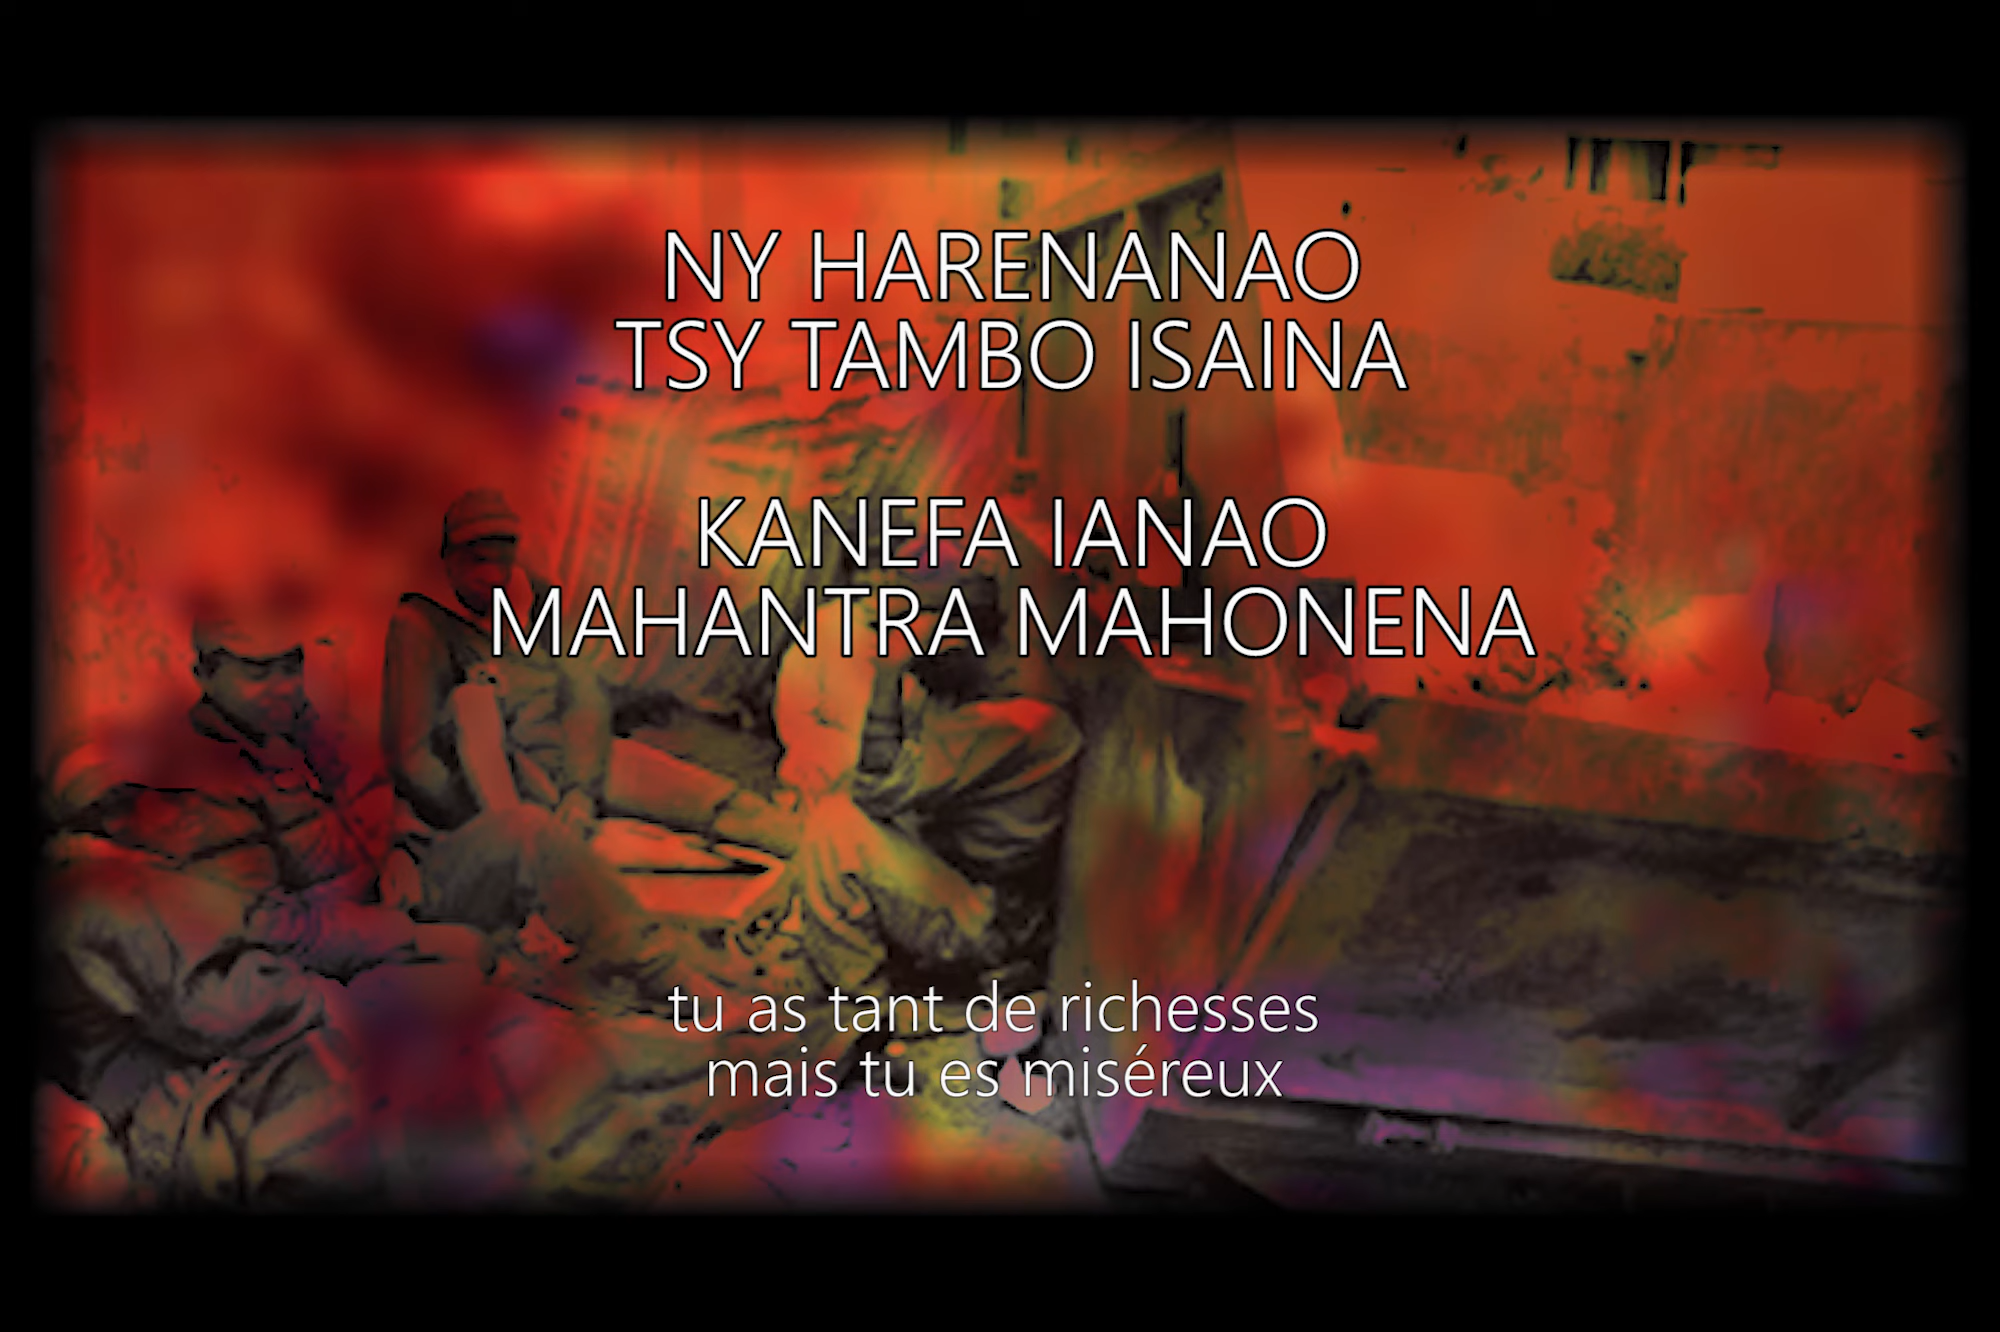 NY HARENANAO
TSY TAMBO ISAINA
KANEFA IANAO
MAHANTRA MAHONENA
tu as tant de richesses
mais tu es miséreux